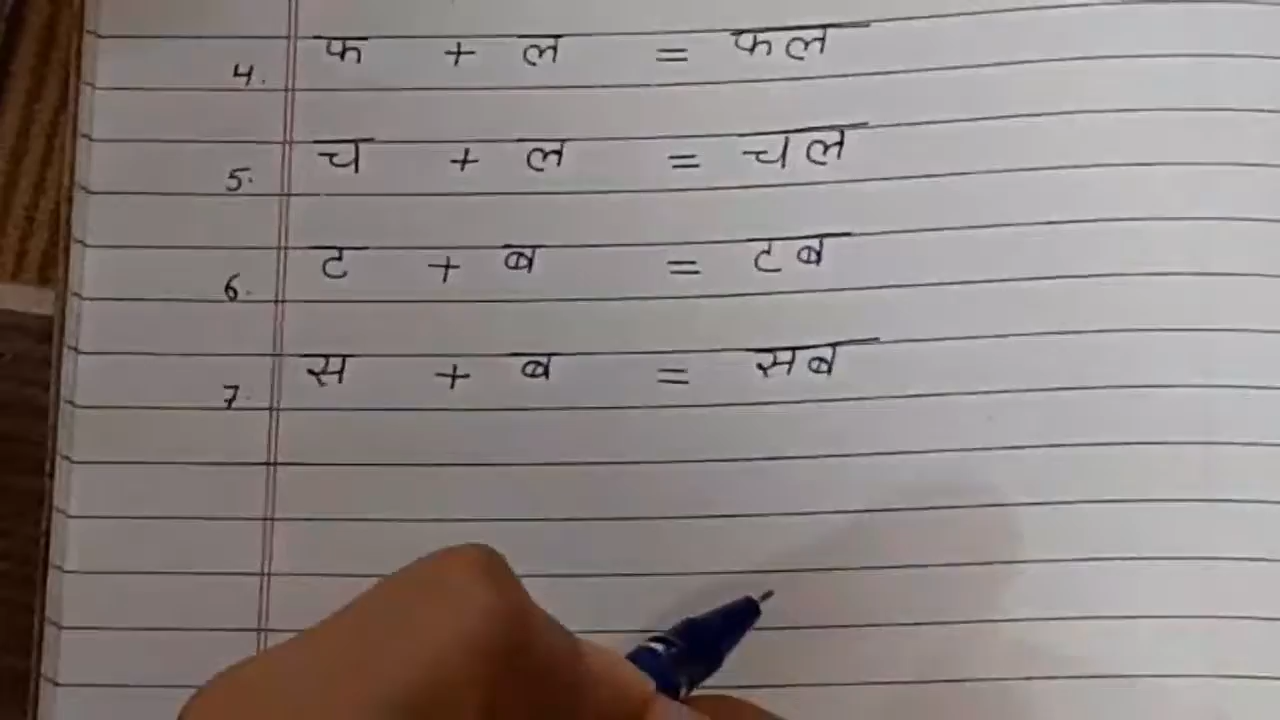 4. फ + ल = फल
5. च + ल = चल
6. ट + ब = टब
7. स + ब = सब